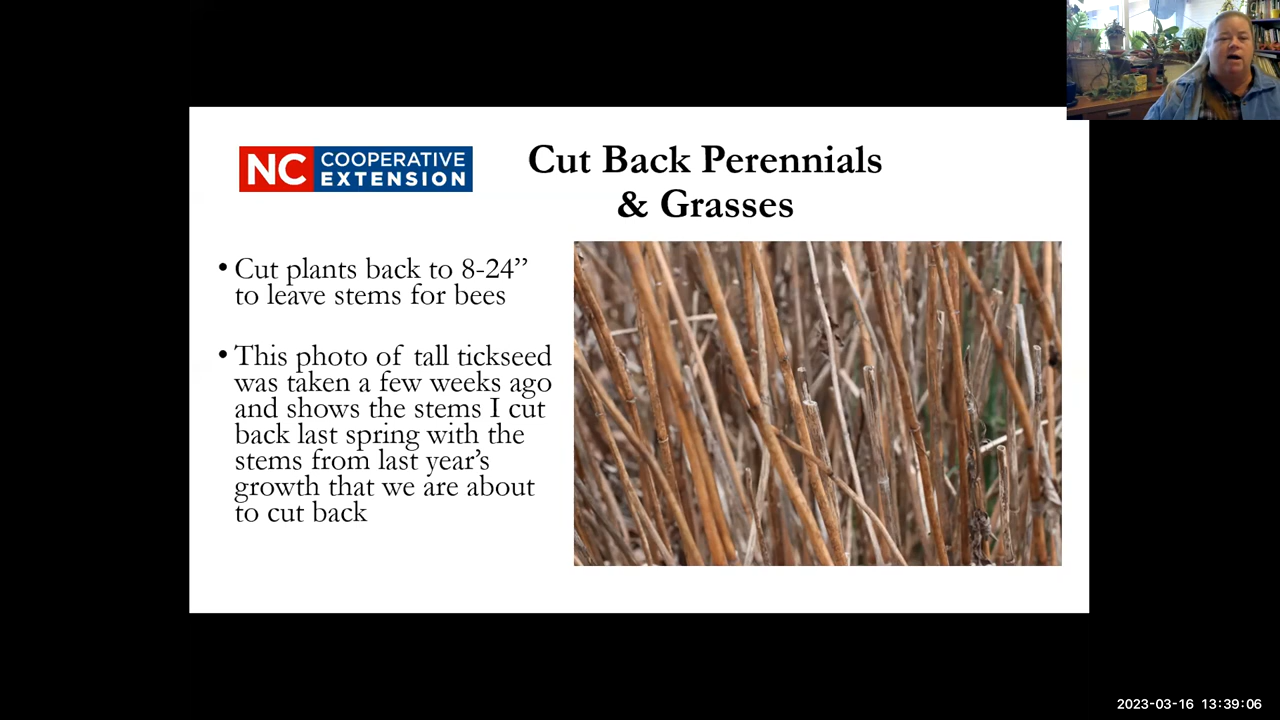 NC COOPERATIVE
EXTENSION
Cut Back Perennials
& Grasses
• Cut plants back to 8-24”
to leave stems for bees
• This photo of tall tickseed
was taken a few weeks ago
and shows the stems I cut
back last spring with the
stems from last year’s
growth that we are about
to cut back
2023-03-16 13:39:06